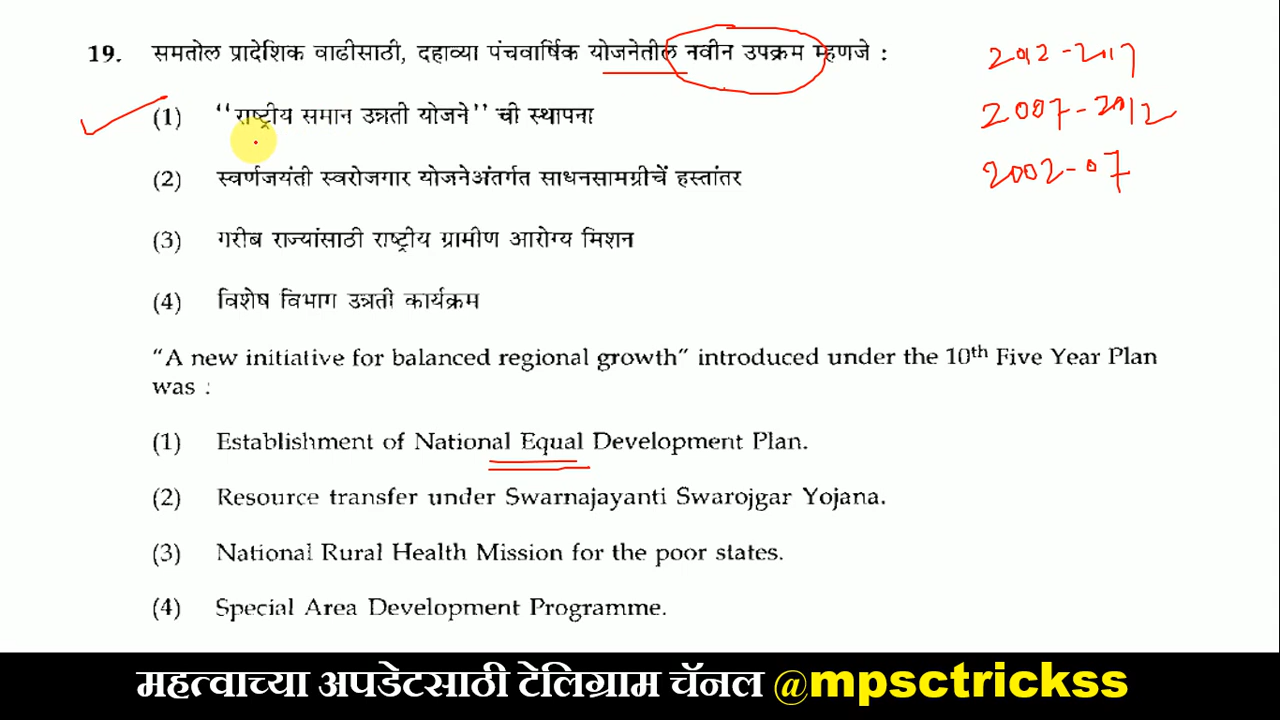 19. समतोल प्रादेशिक वाढीसाठी, दहाव्या पंचवार्षिक योजनेतील नवीन उपक्रम म्हणजे :
2012-2017
(1) “राष्ट्रीय समान उन्नती योजने” ची स्थापना
2007-2012
(2) स्वर्णजयंती स्वरोजगार योजनेअंतर्गत साधनसामग्रीचें हस्तांतर
2002-07
(3) गरीब राज्यांसाठी राष्ट्रीय ग्रामीण आरोग्य मिशन
(4) विशेष विभाग उन्नती कार्यक्रम
“A new initiative for balanced regional growth” introduced under the 10th Five Year Plan
was :
(1) Establishment of National Equal Development Plan.
(2) Resource transfer under Swarnajayanti Swarojgar Yojana.
(3) National Rural Health Mission for the poor states.
(4) Special Area Development Programme.
महत्वाच्या अपडेटसाठी टेलिग्राम चॅनल @mpsctrickss